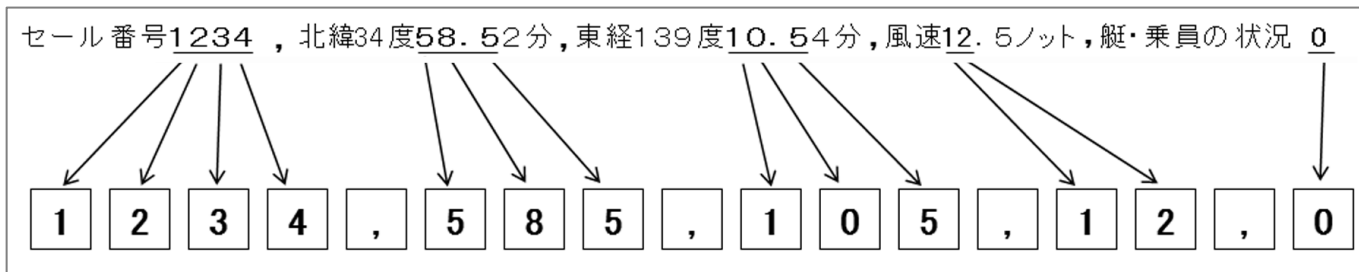 セール番号1234 , 北緯34度58.52分,東経139度10.54分,風速12.5ノット,艇・乗員の状況 0
1 2 3 4 , 5 8 5 , 1 0 5 , 1 2 , 0